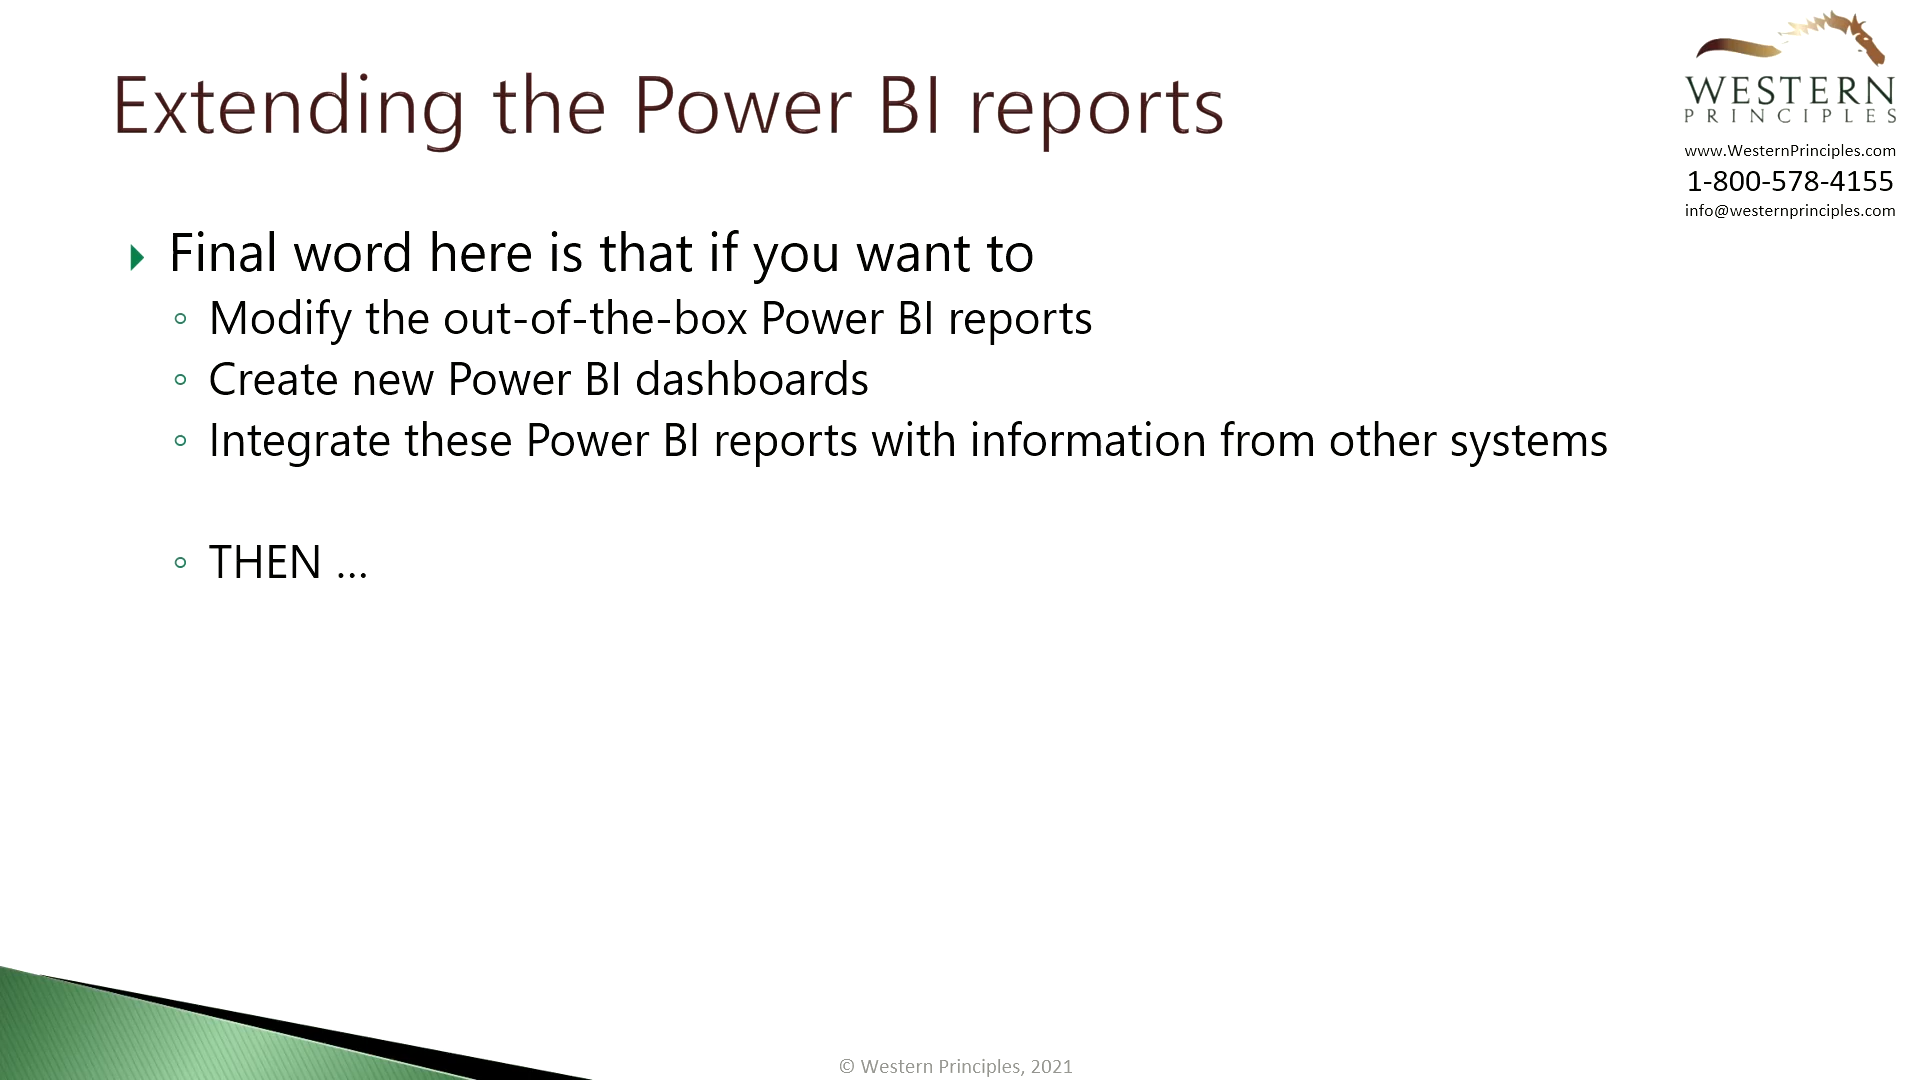 Extending the Power BI reports
WESTERN
PRINCIPLES
www.WesternPrinciples.com
1-800-578-4155
info@westernprinciples.com
Final word here is that if you want to
Modify the out-of-the-box Power BI reports
Create new Power BI dashboards
Integrate these Power BI reports with information from other systems
THEN ...
© Western Principles, 2021